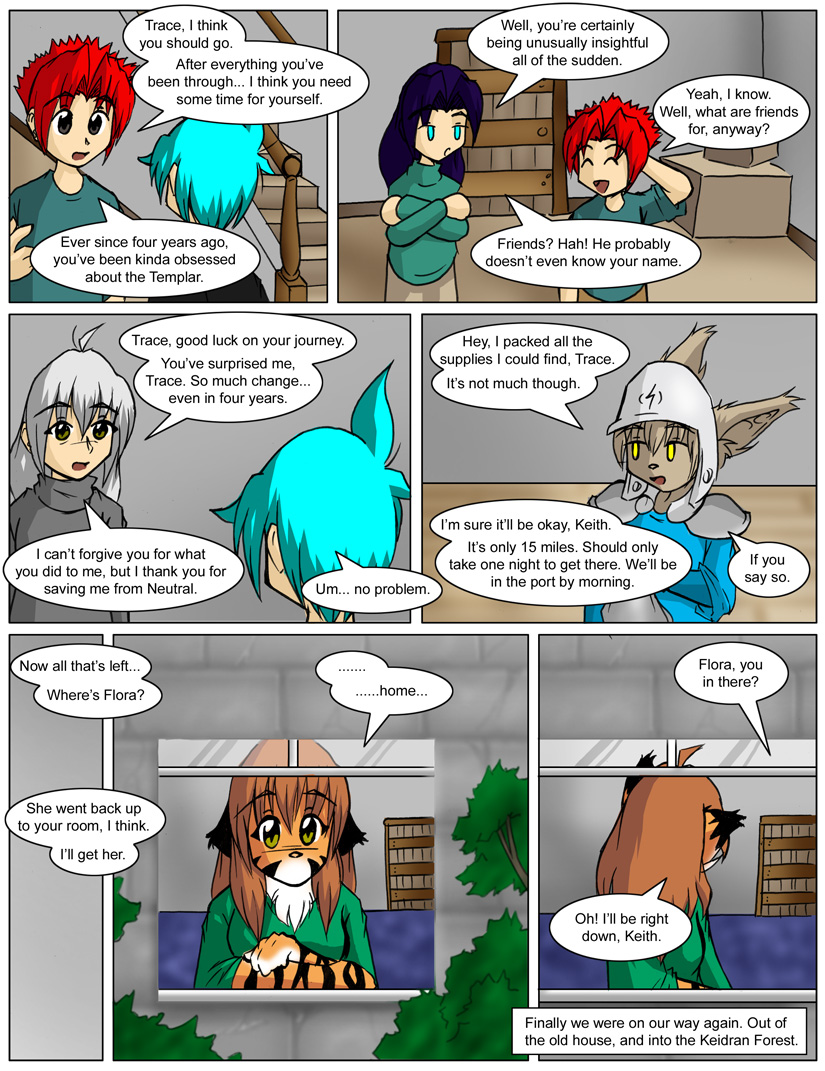 Trace, I think
you should go.
After everything you've
been through... I think you need
some time for yourself.
Ever since four years ago,
you've been kinda obsessed
about the Templar.
Well, you're certainly
being unusually insightful
all of the sudden.
Yeah, I know.
Well, what are friends
for, anyway?
Friends? Hah! He probably
doesn't even know your name.
Trace, good luck on your journey.
You've surprised me,
Trace. So much change...
even in four years.
I can't forgive you for what
you did to me, but I thank you for
saving me from Neutral.
Um... no problem.
Hey, I packed all the
supplies I could find, Trace.
It's not much though.
I'm sure it'll be okay, Keith.
It's only 15 miles. Should only
take one night to get there. We'll be
in the port by morning.
If you
say so.
Now all that's left...
Where's Flora?
She went back up
to your room, I think.
I'll get her.
.......
......home...
Flora, you
in there?
Oh! I'll be right
down, Keith.
Finally we were on our way again. Out of
the old house, and into the Keidran Forest.